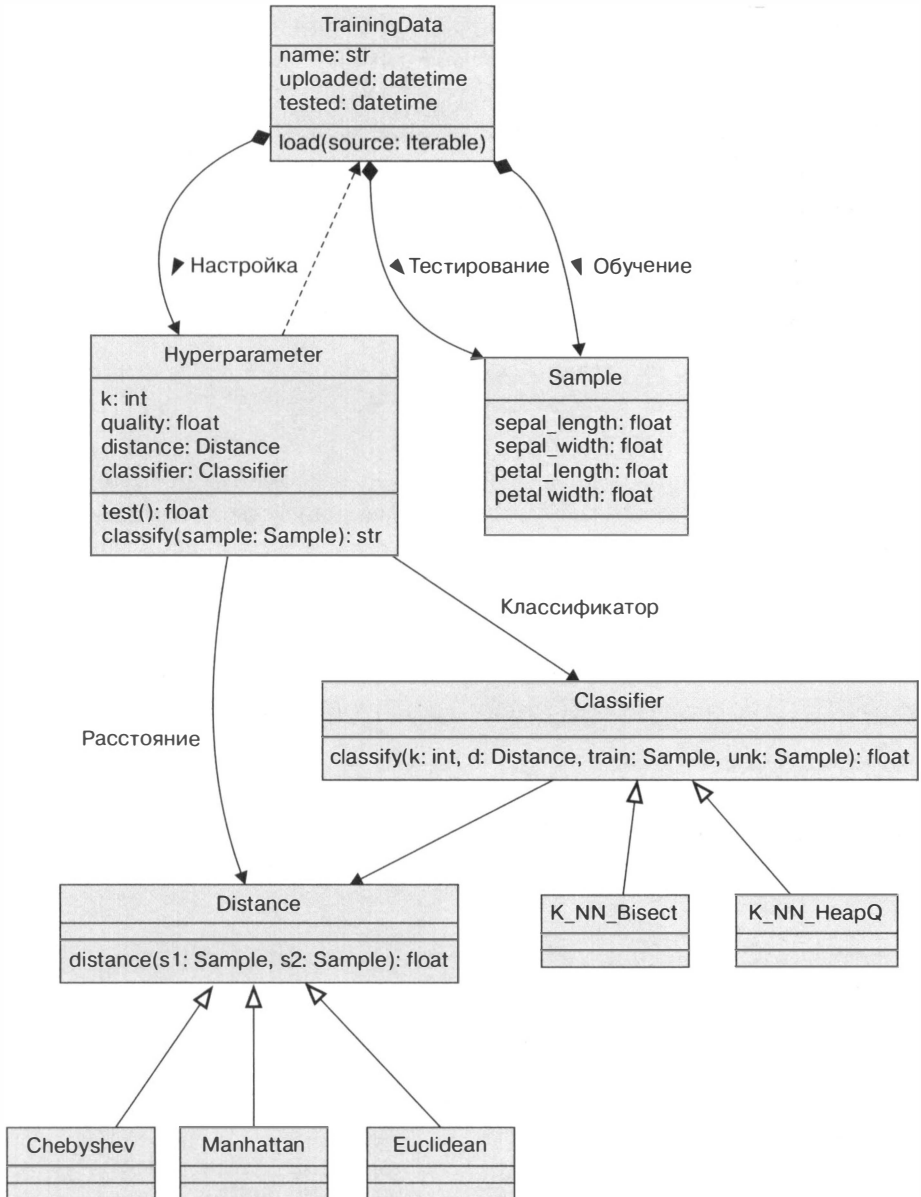 TrainingData
name: str
uploaded: datetime
tested: datetime
load(source: Iterable)
Настройка
Тестирование
Обучение
Hyperparameter
k: int
quality: float
distance: Distance
classifier: Classifier
test(): float
classify(sample: Sample): str
Sample
sepal_length: float
sepal_width: float
petal_length: float
petal width: float
Классификатор
Classifier
classify(k: int, d: Distance, train: Sample, unk: Sample): float
Расстояние
Distance
distance(s1: Sample, s2: Sample): float
K_NN_Bisect
K_NN_HeapQ
Chebyshev
Manhattan
Euclidean